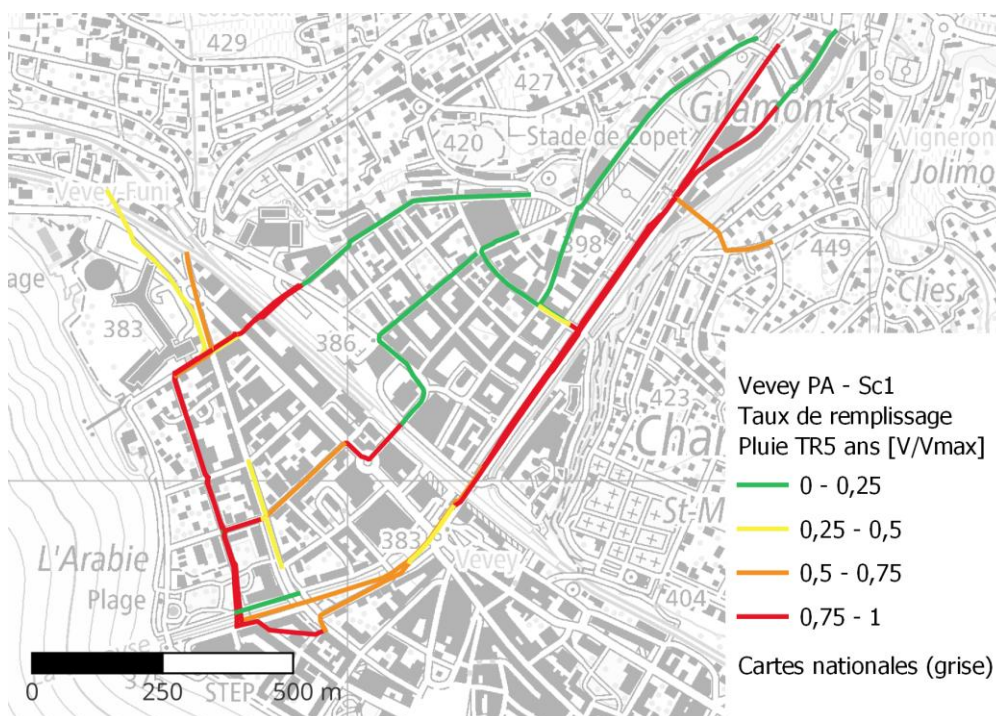 429
427
Gilamont
Stade de Copet
420
Vigneron
Jolimo
Vevey-Funi
398
449
age
Clies
383
386
Vevey PA - Sc1
Taux de remplissage
Pluie TR5 ans [V/Vmax]
423
Char
0 - 0,25
St-M
0,25 - 0,5
383
L'Arabie
Vevey
0,5 - 0,75
Plage
404
0,75 - 1
Cartes nationales (grise)
0 250 500 m
STEP